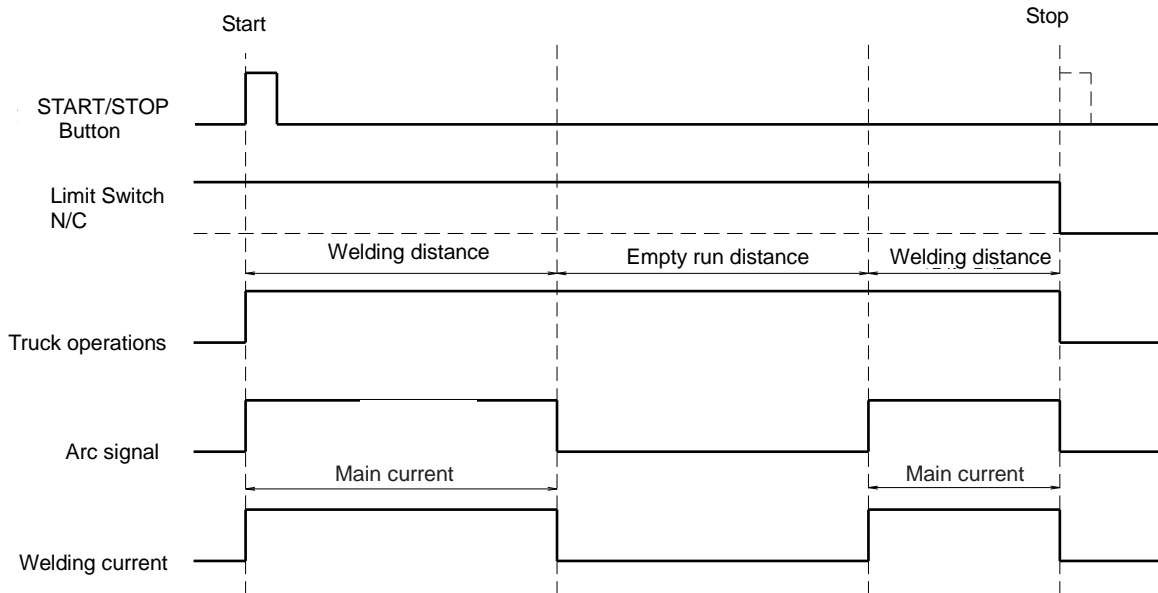 Start
Stop
START/STOP
Button
Limit Switch
N/C
Welding distance
Empty run distance
Welding distance
Truck operations
Arc signal
Main current
Main current
Welding current